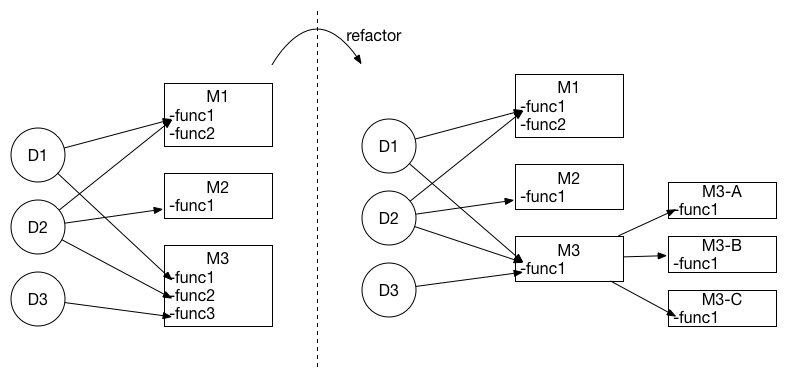 refactor
M1
-func1
-func2
D1
M2
-func1
D2
M3
-func1
-func2
-func3
D3
M1
-func1
-func2
D1
M2
-func1
D2
M3
-func1
D3
M3-A
-func1
M3-B
-func1
M3-C
-func1